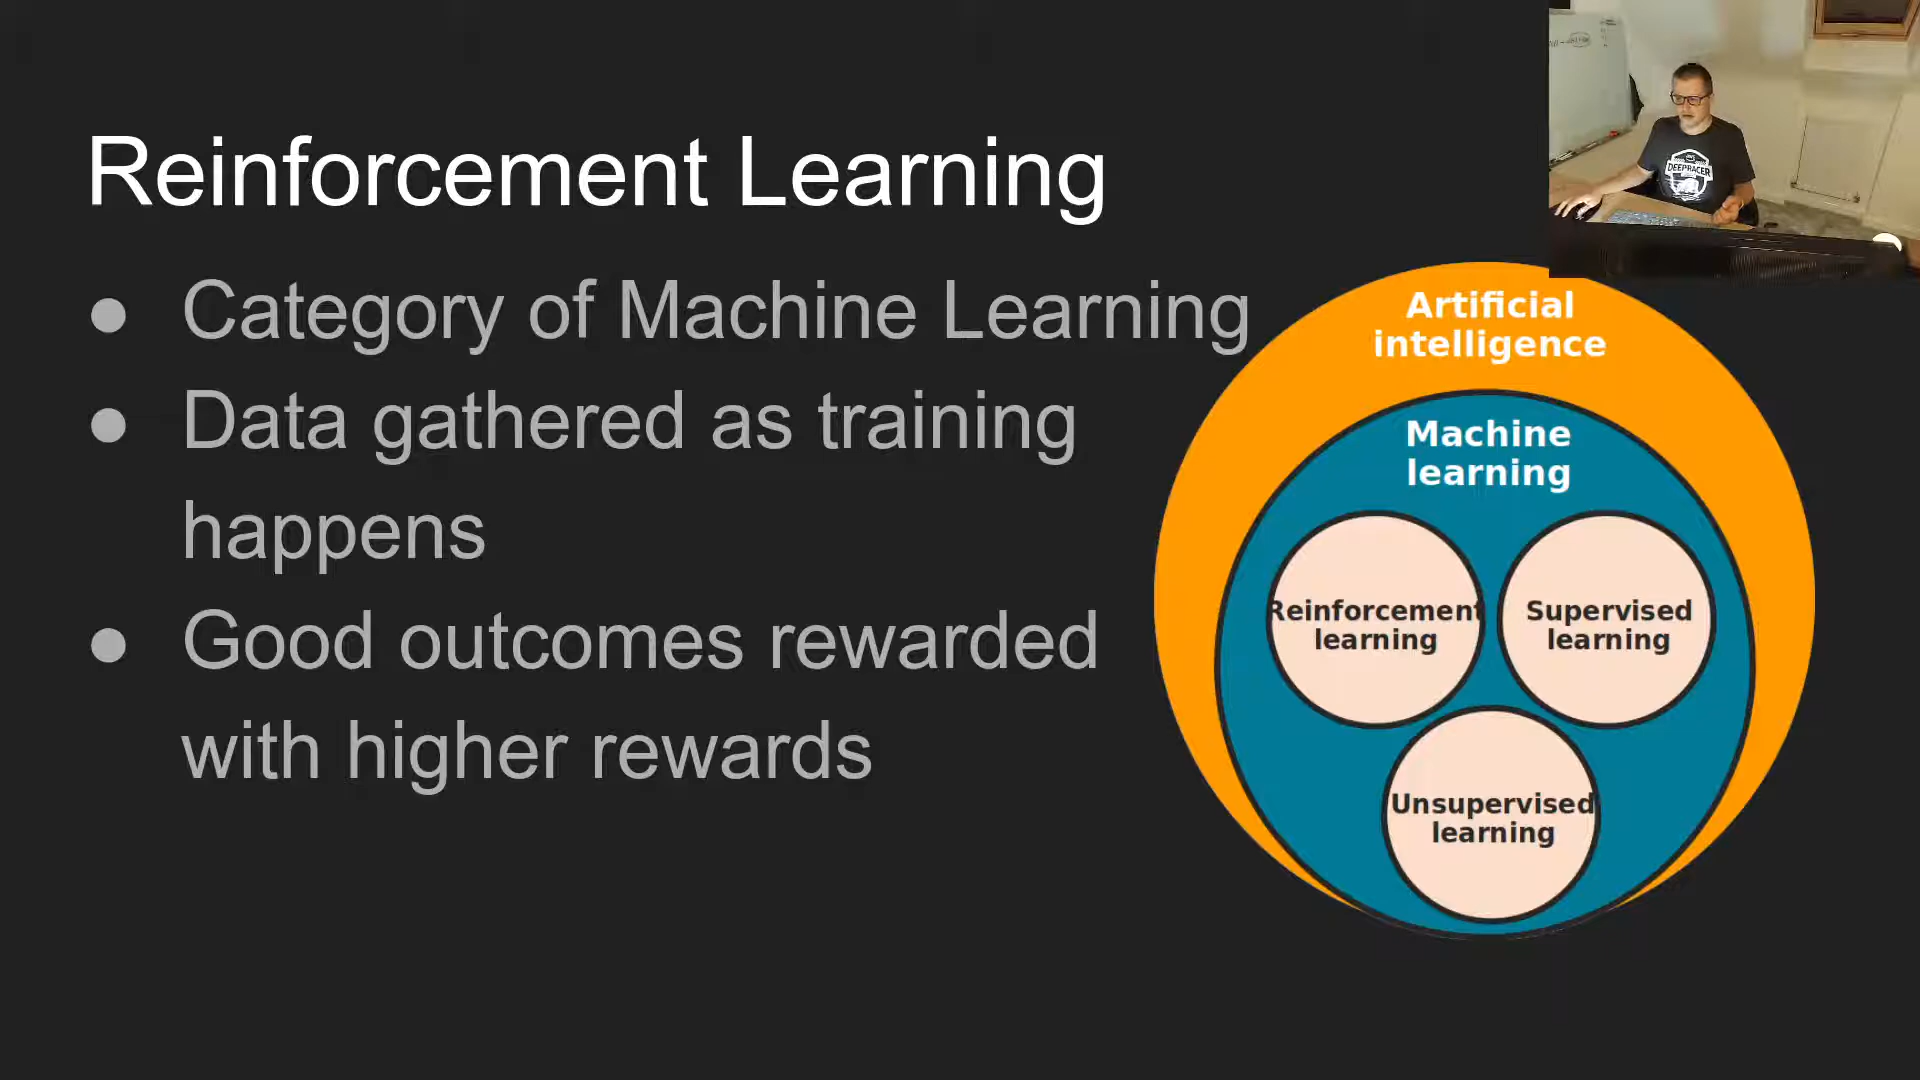 Reinforcement Learning
● Category of Machine Learning
● Data gathered as training
happens
● Good outcomes rewarded
with higher rewards
Artificial
intelligence
Machine
learning
Reinforcement
learning
Supervised
learning
Unsupervised
learning
DEEPRACER